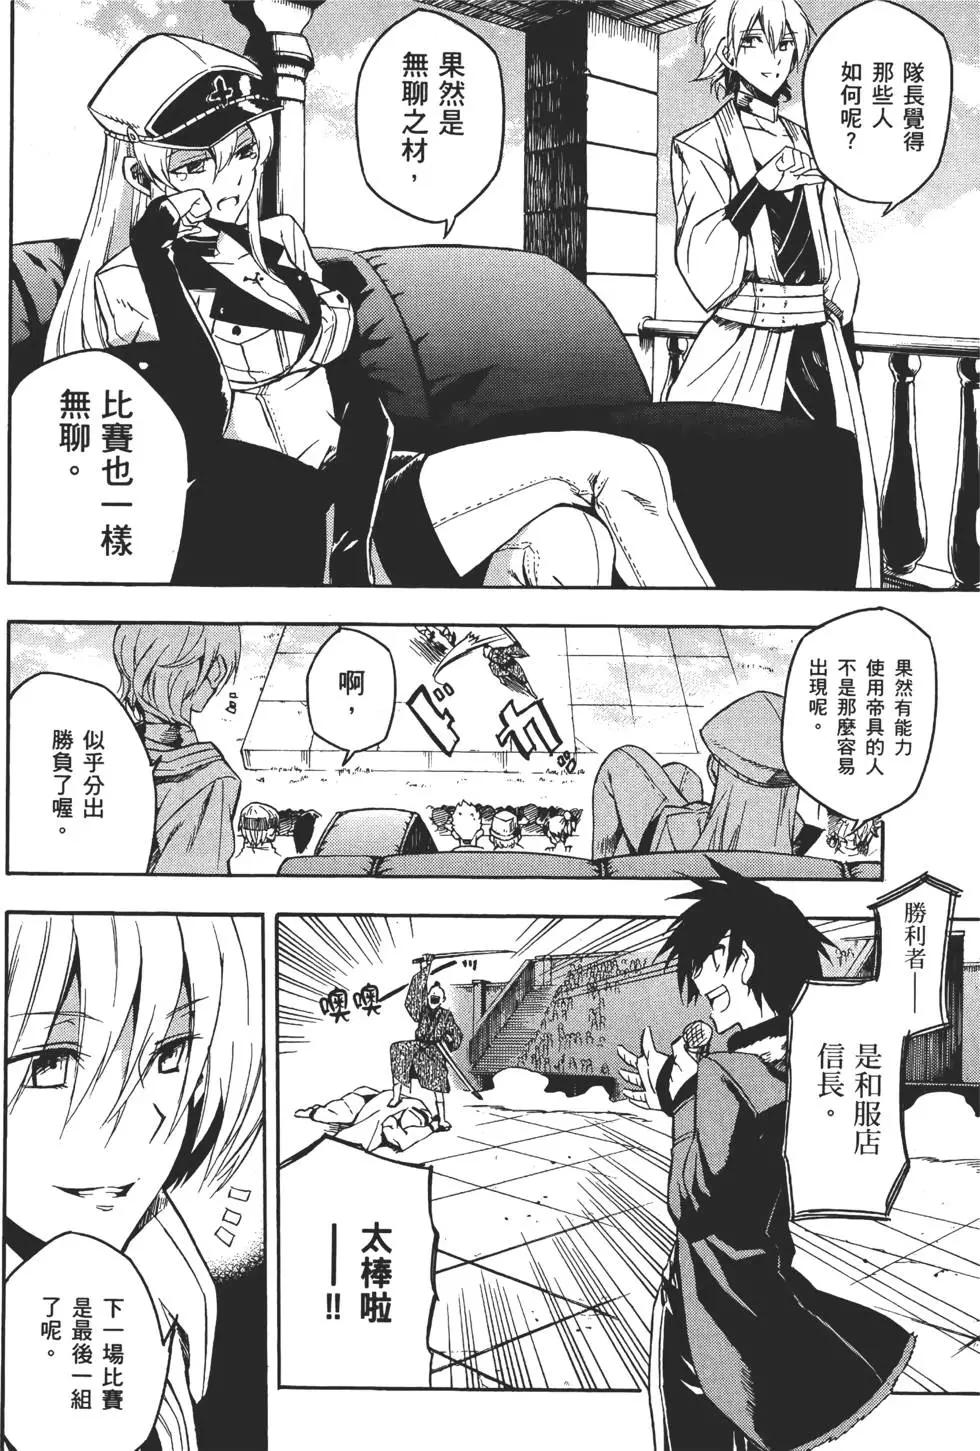 隊長覺得
那些人
如何呢？
果然是
無聊之材，
比賽也一樣
無聊。
果然有能力
使用帝具的人
不是那麼容易
出現呢。
ドカ
啊，
似乎分出
勝負了喔。
勝利者——
是和服店
信長。
噢噢
太棒啦
——!!
下一場比賽
是最後一組
了呢。